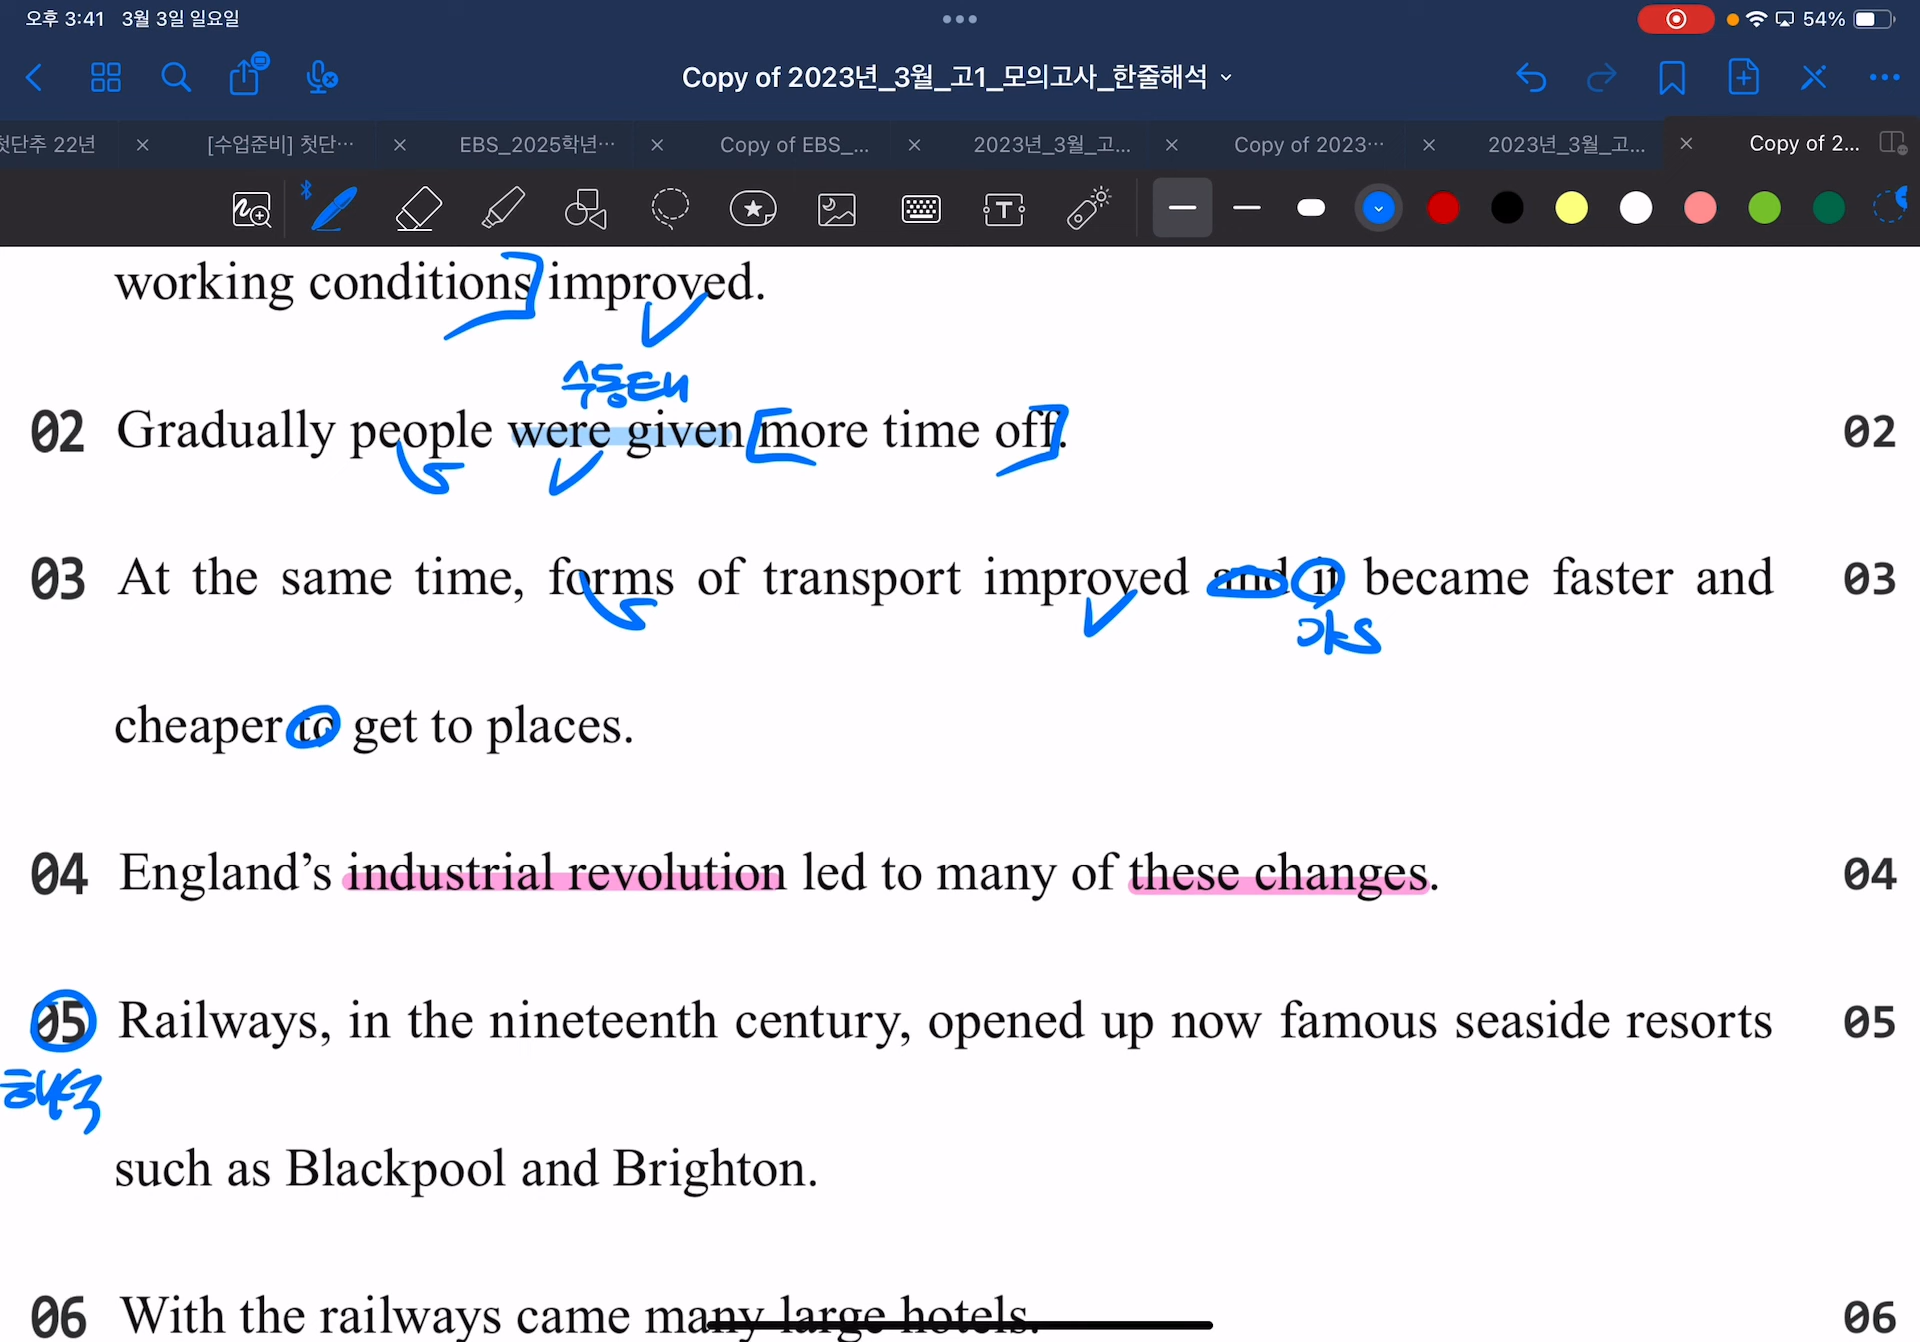 오후 3:41 3월 3일 일요일
54%
Copy of 2023년_3월_고1_모의고사_한줄해석
첫단추 22년
[수업준비] 첫단…
EBS_2025학년…
Copy of EBS_...
2023년_3월_고...
Copy of 2023…
2023년_3월_고...
Copy of 2...
working conditions improved.
수동태
02 Gradually people were given more time off. 02
S V
03 At the same time, forms of transport improved and it became faster and 03
S V 가S
cheaper to get to places.
04 England’s industrial revolution led to many of these changes. 04
05 Railways, in the nineteenth century, opened up now famous seaside resorts 05
해석
such as Blackpool and Brighton.
06 With the railways came many large hotels. 06